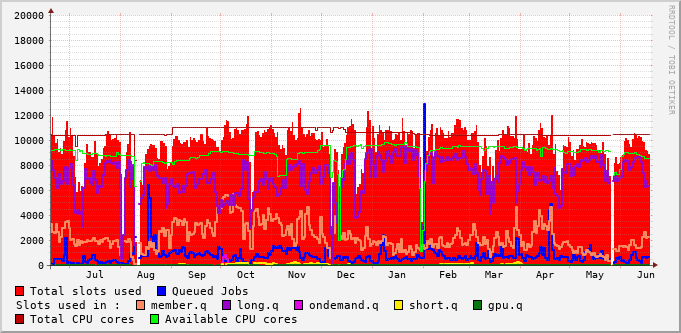 20000
18000
16000
14000
12000
10000
8000
6000
4000
2000
0
Jul Aug Sep Oct Nov Dec Jan Feb Mar Apr May Jun
RRDTOOL / TOBI OETIKER
Total slots used Queued Jobs
Slots used in : member.q long.q ondemand.q short.q gpu.q
Total CPU cores Available CPU cores